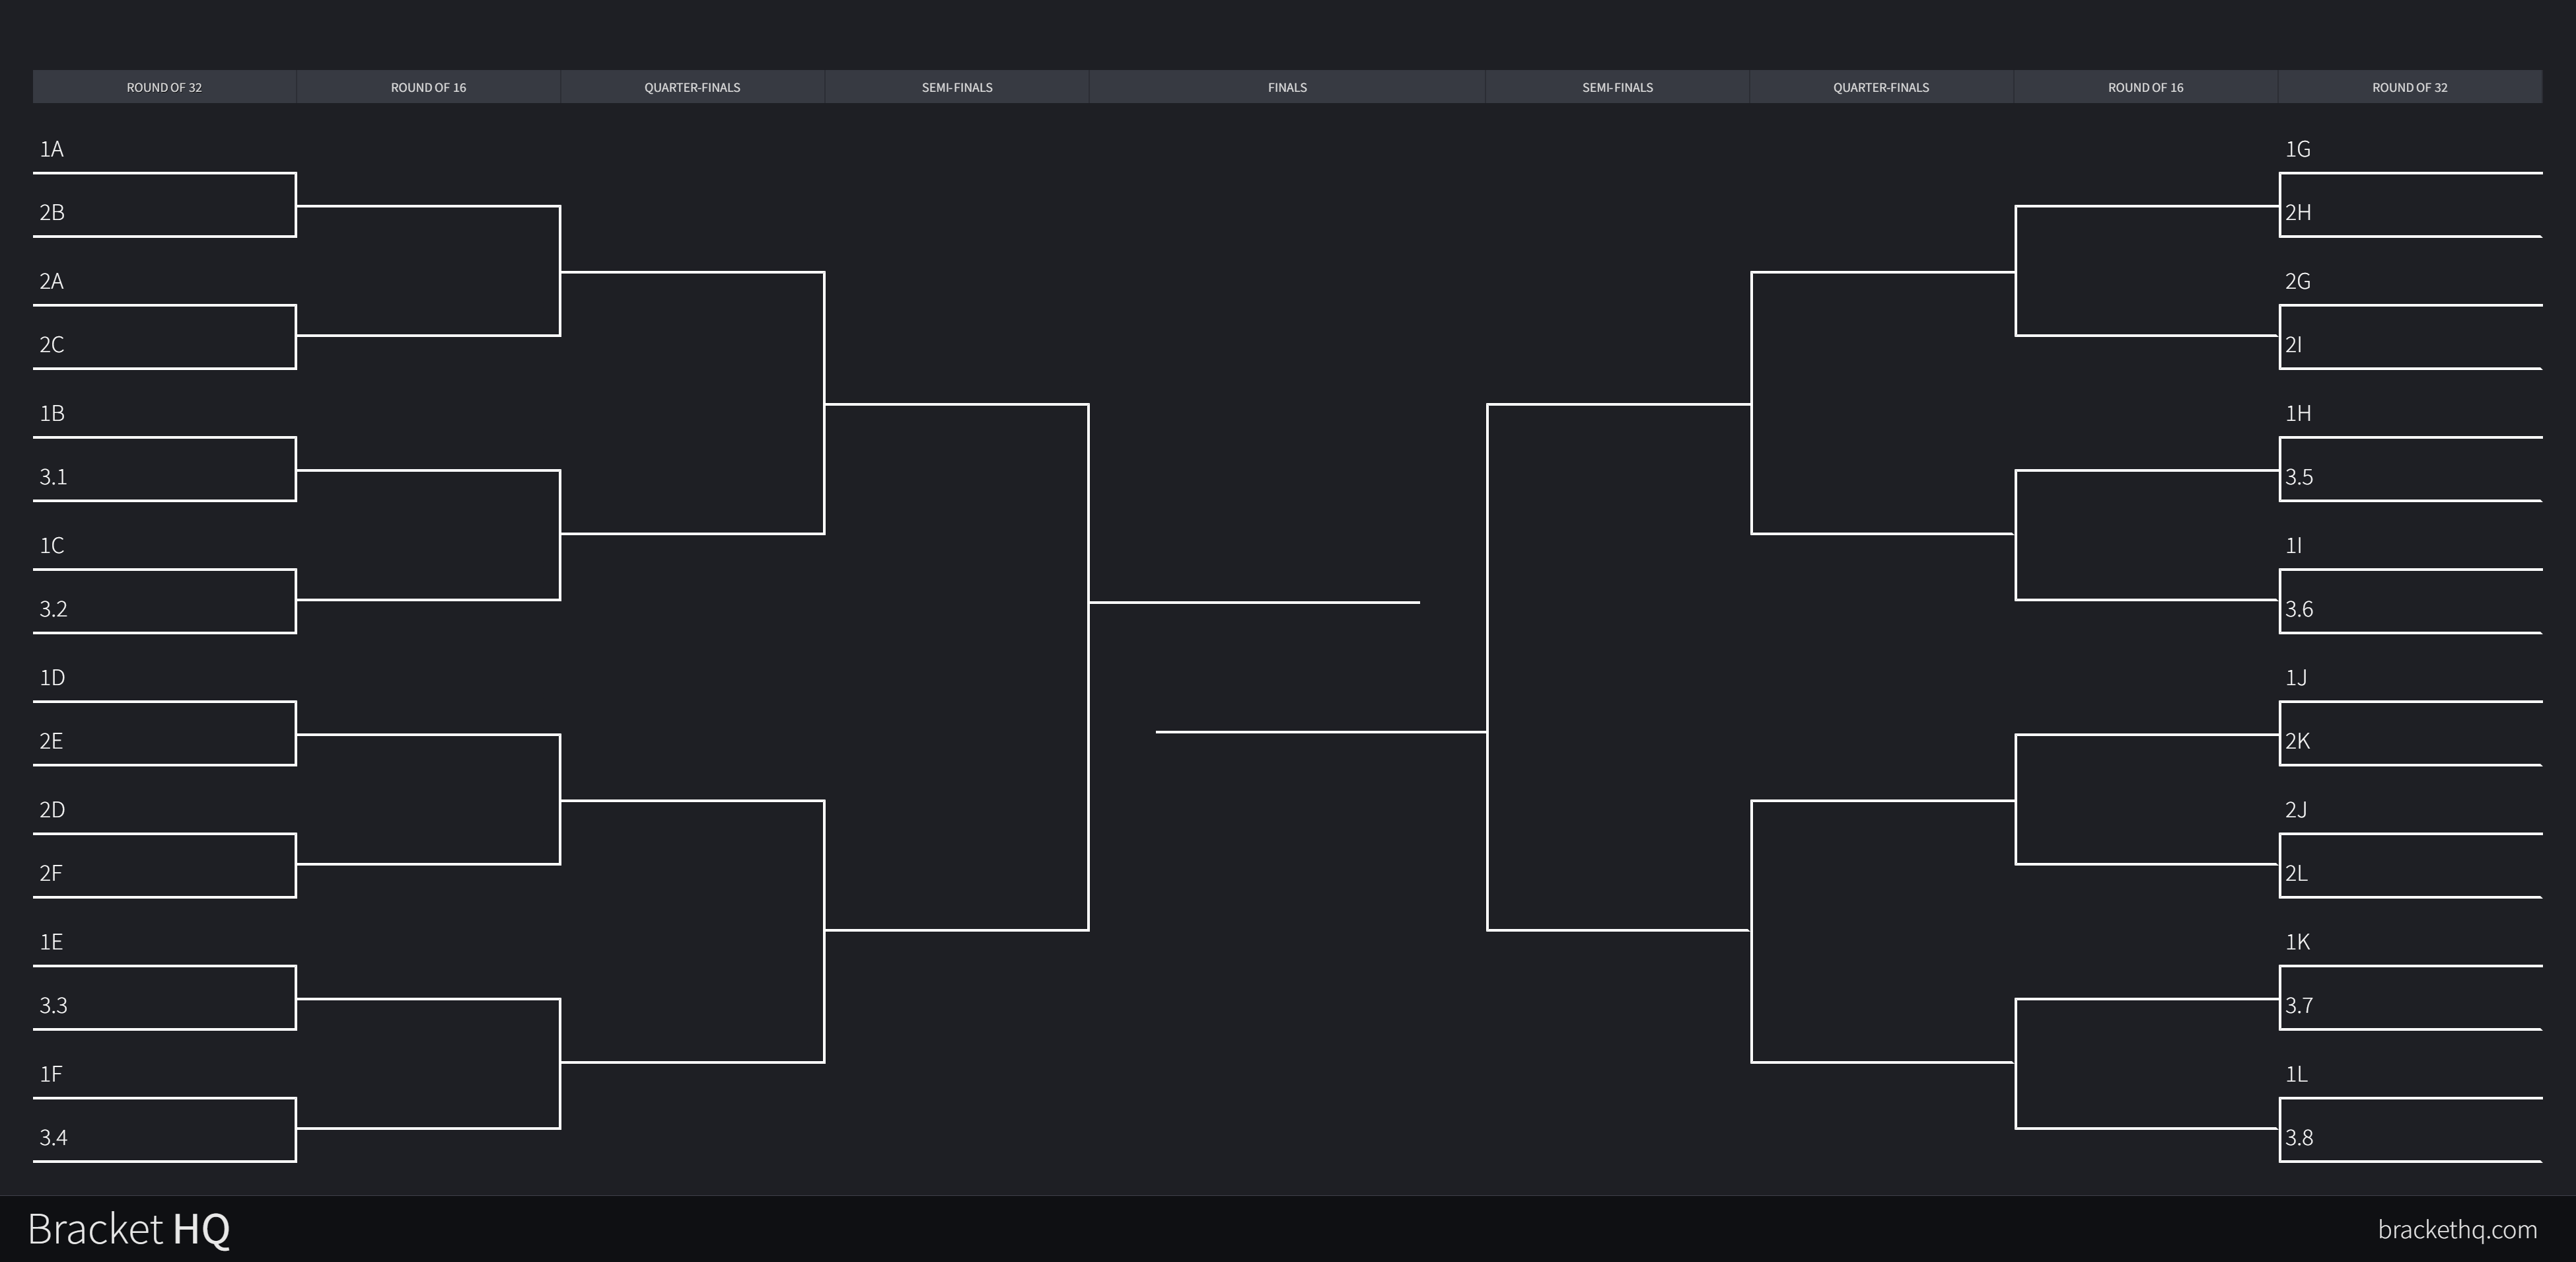 ROUND OF 32 ROUND OF 16 QUARTER-FINALS SEMI-FINALS FINALS SEMI-FINALS QUARTER-FINALS ROUND OF 16 ROUND OF 32
1A 1G
2B 2H
2A 2G
2C 2I
1B 1H
3.1 3.5
1C 1I
3.2 3.6
1D 1J
2E 2K
2D 2J
2F 2L
1E 1K
3.3 3.7
1F 1L
3.4 3.8
Bracket HQ brackethq.com